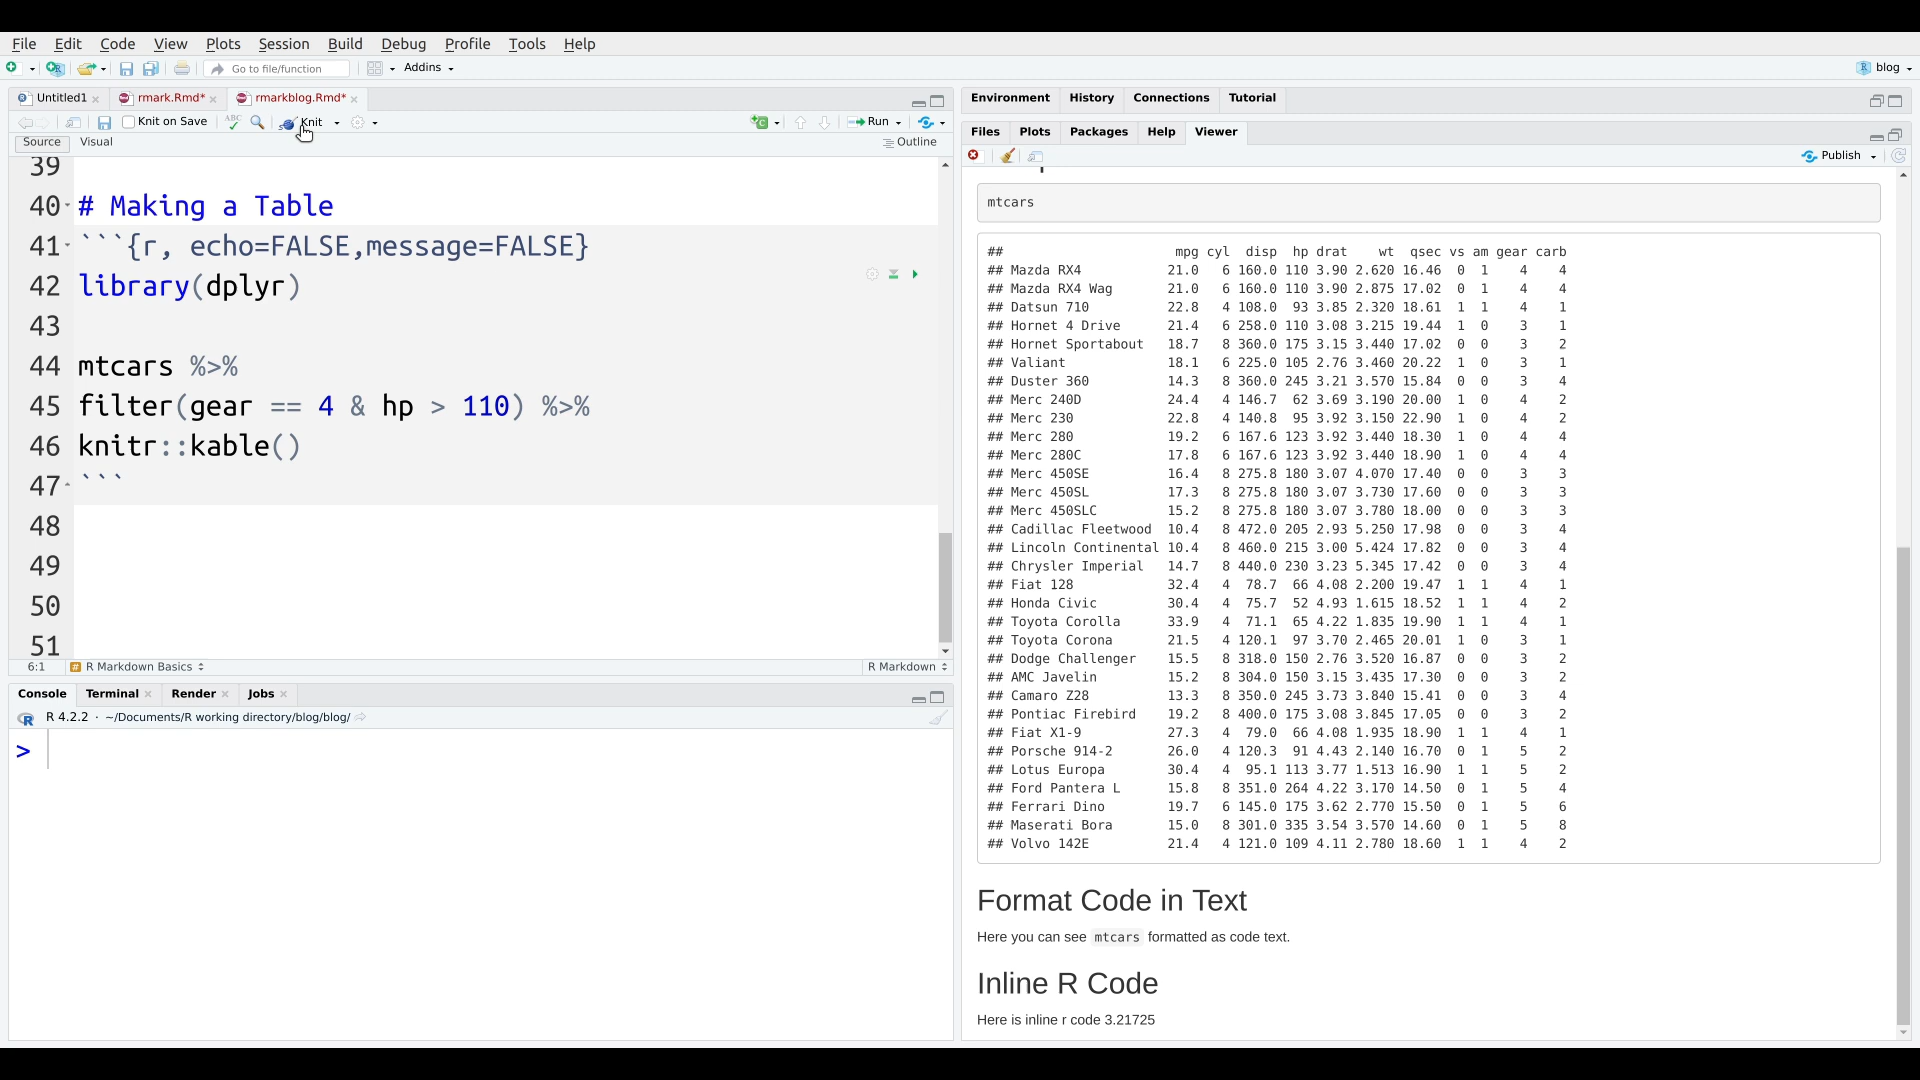 File Edit Code View Plots Session Build Debug Profile Tools Help
Go to file/function Addins blog
Untitled1 rmark.Rmd* rmarkblog.Rmd*
Knit on Save ABC Knit Run
Source Visual Outline
39
40 # Making a Table
41 ```{r, echo=FALSE,message=FALSE}
42 library(dplyr)
43
44 mtcars %>%
45 filter(gear == 4 & hp > 110) %>%
46 knitr::kable()
47 ```
48
49
50
51
6:1 # R Markdown Basics R Markdown
Console Terminal Render Jobs
R 4.2.2 · ~/Documents/R working directory/blog/blog/
>
Environment History Connections Tutorial
Files Plots Packages Help Viewer
Publish
mtcars
## mpg cyl disp hp drat wt qsec vs am gear carb
## Mazda RX4 21.0 6 160.0 110 3.90 2.620 16.46 0 1 4 4
## Mazda RX4 Wag 21.0 6 160.0 110 3.90 2.875 17.02 0 1 4 4
## Datsun 710 22.8 4 108.0 93 3.85 2.320 18.61 1 1 4 1
## Hornet 4 Drive 21.4 6 258.0 110 3.08 3.215 19.44 1 0 3 1
## Hornet Sportabout 18.7 8 360.0 175 3.15 3.440 17.02 0 0 3 2
## Valiant 18.1 6 225.0 105 2.76 3.460 20.22 1 0 3 1
## Duster 360 14.3 8 360.0 245 3.21 3.570 15.84 0 0 3 4
## Merc 240D 24.4 4 146.7 62 3.69 3.190 20.00 1 0 4 2
## Merc 230 22.8 4 140.8 95 3.92 3.150 22.90 1 0 4 2
## Merc 280 19.2 6 167.6 123 3.92 3.440 18.30 1 0 4 4
## Merc 280C 17.8 6 167.6 123 3.92 3.440 18.90 1 0 4 4
## Merc 450SE 16.4 8 275.8 180 3.07 4.070 17.40 0 0 3 3
## Merc 450SL 17.3 8 275.8 180 3.07 3.730 17.60 0 0 3 3
## Merc 450SLC 15.2 8 275.8 180 3.07 3.780 18.00 0 0 3 3
## Cadillac Fleetwood 10.4 8 472.0 205 2.93 5.250 17.98 0 0 3 4
## Lincoln Continental 10.4 8 460.0 215 3.00 5.424 17.82 0 0 3 4
## Chrysler Imperial 14.7 8 440.0 230 3.23 5.345 17.42 0 0 3 4
## Fiat 128 32.4 4 78.7 66 4.08 2.200 19.47 1 1 4 1
## Honda Civic 30.4 4 75.7 52 4.93 1.615 18.52 1 1 4 2
## Toyota Corolla 33.9 4 71.1 65 4.22 1.835 19.90 1 1 4 1
## Toyota Corona 21.5 4 120.1 97 3.70 2.465 20.01 1 0 3 1
## Dodge Challenger 15.5 8 318.0 150 2.76 3.520 16.87 0 0 3 2
## AMC Javelin 15.2 8 304.0 150 3.15 3.435 17.30 0 0 3 2
## Camaro Z28 13.3 8 350.0 245 3.73 3.840 15.41 0 0 3 4
## Pontiac Firebird 19.2 8 400.0 175 3.08 3.845 17.05 0 0 3 2
## Fiat X1-9 27.3 4 79.0 66 4.08 1.935 18.90 1 1 4 1
## Porsche 914-2 26.0 4 120.3 91 4.43 2.140 16.70 0 1 5 2
## Lotus Europa 30.4 4 95.1 113 3.77 1.513 16.90 1 1 5 2
## Ford Pantera L 15.8 8 351.0 264 4.22 3.170 14.50 0 1 5 4
## Ferrari Dino 19.7 6 145.0 175 3.62 2.770 15.50 0 1 5 6
## Maserati Bora 15.0 8 301.0 335 3.54 3.570 14.60 0 1 5 8
## Volvo 142E 21.4 4 121.0 109 4.11 2.780 18.60 1 1 4 2
Format Code in Text
Here you can see mtcars formatted as code text.
Inline R Code
Here is inline r code 3.21725